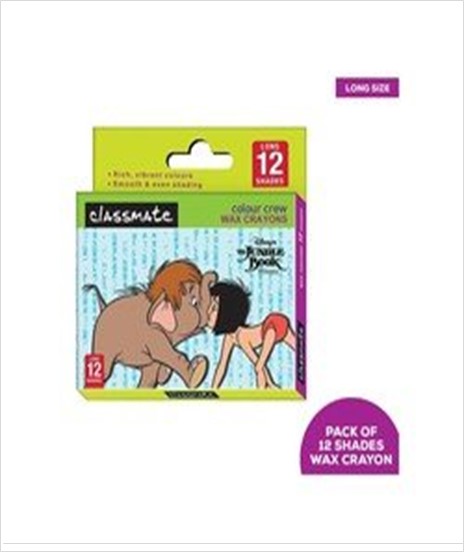 LONG SIZE
• Rich, vibrant colours
• Smooth & even shading
LONG
12
SHADES
classmate
colour crew
WAX CRAYONS
Disney's
THE JUNGLE
BOOK
LONG
12
SHADES
CLASSMATE
PACK OF
12 SHADES
WAX CRAYON